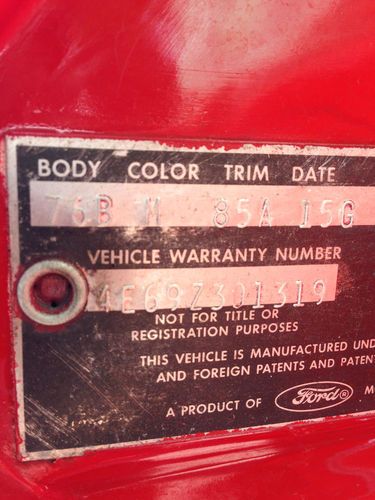 BODY COLOR TRIM DATE
76B M 85A 15G
VEHICLE WARRANTY NUMBER
4E69Z301319
NOT FOR TITLE OR
REGISTRATION PURPOSES
THIS VEHICLE IS MANUFACTURED UND
AND FOREIGN PATENTS AND PATEN
A PRODUCT OF Ford® M